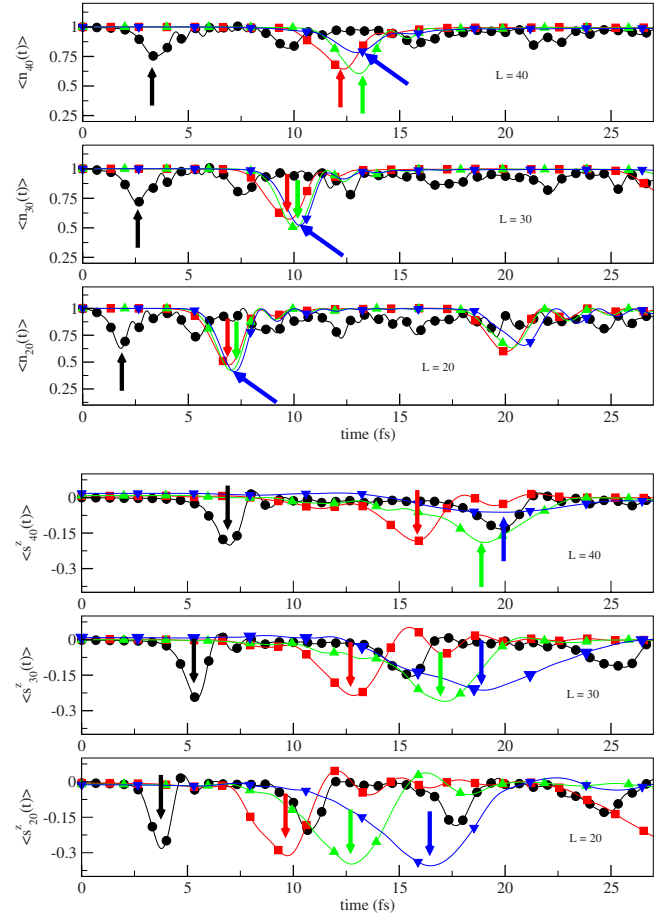 <n40(t)>
1
0.75
0.5
0.25
L = 40
0 5 10 15 20 25
<n30(t)>
1
0.75
0.5
0.25
L = 30
0 5 10 15 20 25
<n20(t)>
1
0.75
0.5
0.25
L = 20
0 5 10 15 20 25
time (fs)
<s^z_40(t)>
0
-0.15
-0.3
L = 40
0 5 10 15 20 25
<s^z_30(t)>
0
-0.15
-0.3
L = 30
0 5 10 15 20 25
<s^z_20(t)>
0
-0.15
-0.3
L = 20
0 5 10 15 20 25
time (fs)